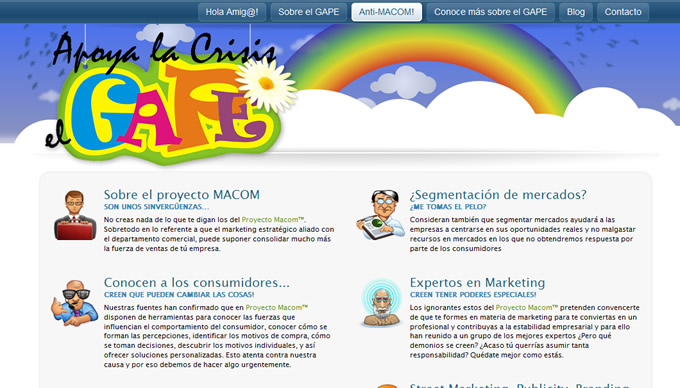 Hola Amig@!
Sobre el GAPE
Anti-MACOM!
Conoce más sobre el GAPE
Blog
Contacto
Apoya la Crisis
el GAPE
Sobre el proyecto MACOM
SON UNOS SINVERGÜENZAS...
No creas nada de lo que te digan los del Proyecto Macom™.
Sobretodo en lo referente a que el marketing estratégico aliado con
el departamento comercial, puede suponer consolidar mucho más
la fuerza de ventas de tú empresa.
¿Segmentación de mercados?
¿ME TOMAS EL PELO?
Consideran también que segmentar mercados ayudará a las
empresas a centrarse en sus oportunidades reales y no malgastar
recursos en mercados en los que no obtendremos respuesta por
parte de los consumidores
Conocen a los consumidores...
CREEN QUE PUEDEN CAMBIAR LAS COSAS!
Nuestras fuentes han confirmado que en Proyecto Macom™
disponen de herramientas para conocer las fuerzas que
influencian el comportamiento del consumidor, conocer cómo se
forman las percepciones, identificar los motivos de compra, cómo
se toman decisiones, descubrir los motivos individuales, y así
ofrecer soluciones personalizadas. Esto atenta contra nuestra
causa y por eso debemos de hacer algo urgentemente.
Expertos en Marketing
CREEN TENER PODERES ESPECIALES!
Los ignorantes estos del Proyecto Macom™ pretenden convencerte
de que te formes en materia de marketing para te conviertas en un
profesional y contribuyas a la estabilidad empresarial y para ello
han reunido a un grupo de los mejores expertos ¿Pero qué
demonios se creen? ¿Acaso tú querrías asumir tanta
responsabilidad? Quédate mejor como estás.
Street Marketing, Publicity, Branding